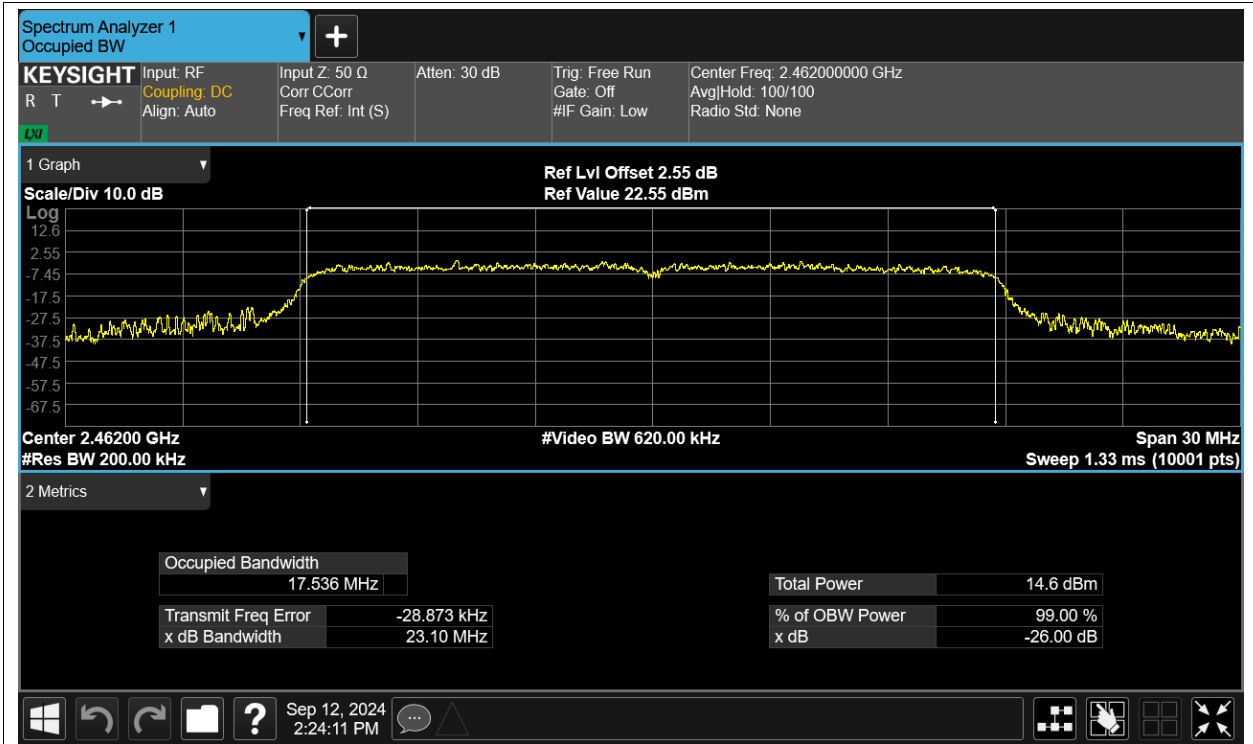 Spectrum Analyzer 1
Occupied BW
KEYSIGHT
R T
LXI
Input: RF
Coupling: DC
Align: Auto
Input Z: 50 Ω
Corr CCorr
Freq Ref: Int (S)
Atten: 30 dB
Trig: Free Run
Gate: Off
#IF Gain: Low
Center Freq: 2.462000000 GHz
Avg|Hold: 100/100
Radio Std: None
1 Graph
Scale/Div 10.0 dB
Ref Lvl Offset 2.55 dB
Ref Value 22.55 dBm
Log
12.6
2.55
-7.45
-17.5
-27.5
-37.5
-47.5
-57.5
-67.5
Center 2.46200 GHz
#Video BW 620.00 kHz
Span 30 MHz
#Res BW 200.00 kHz
Sweep 1.33 ms (10001 pts)
2 Metrics
Occupied Bandwidth
17.536 MHz
Total Power 14.6 dBm
Transmit Freq Error -28.873 kHz
% of OBW Power 99.00 %
x dB Bandwidth 23.10 MHz
x dB -26.00 dB
?
Sep 12, 2024
2:24:11 PM